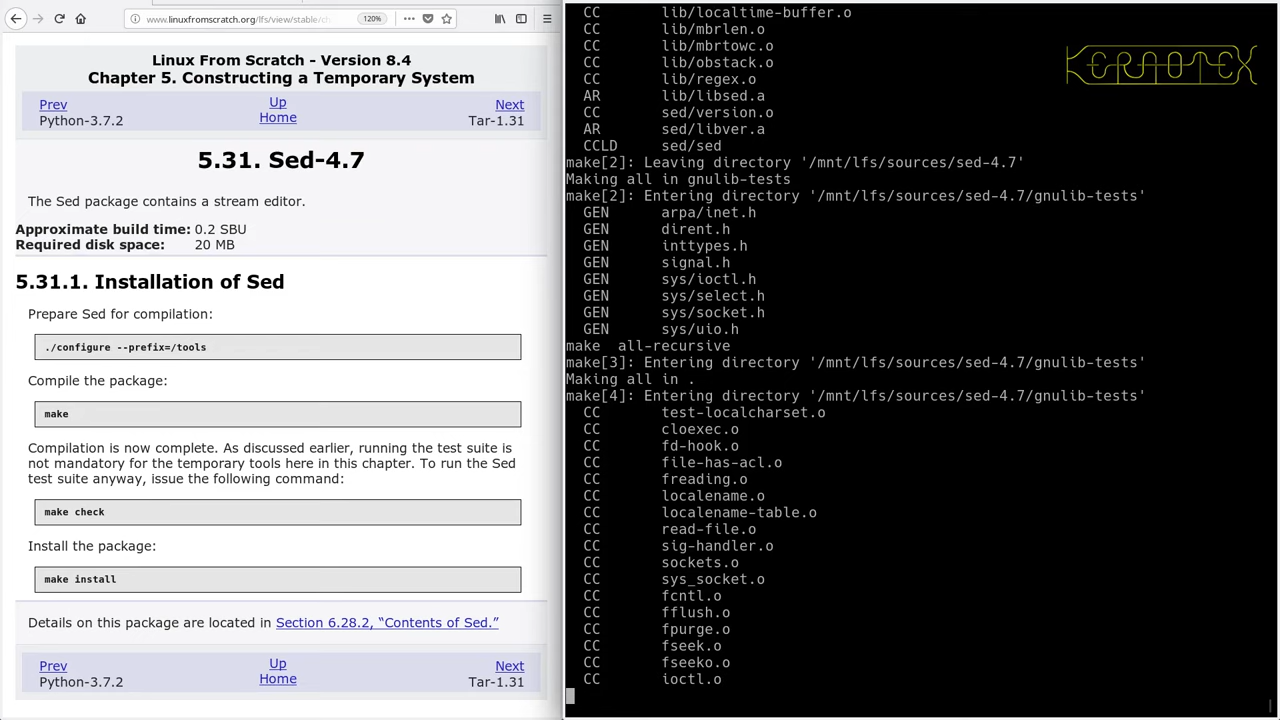 www.linuxfromscratch.org/lfs/view/stable/ch
120%
Linux From Scratch - Version 8.4
Chapter 5. Constructing a Temporary System
Prev
Up
Next
Python-3.7.2
Home
Tar-1.31
5.31. Sed-4.7
The Sed package contains a stream editor.
Approximate build time: 0.2 SBU
Required disk space: 20 MB
5.31.1. Installation of Sed
Prepare Sed for compilation:
./configure --prefix=/tools
Compile the package:
make
Compilation is now complete. As discussed earlier, running the test suite is
not mandatory for the temporary tools here in this chapter. To run the Sed
test suite anyway, issue the following command:
make check
Install the package:
make install
Details on this package are located in Section 6.28.2, “Contents of Sed.”
Prev
Up
Next
Python-3.7.2
Home
Tar-1.31
CC lib/localtime-buffer.o
CC lib/mbrlen.o
CC lib/mbrtowc.o
CC lib/obstack.o
CC lib/regex.o
AR lib/libsed.a
CC sed/version.o
AR sed/libver.a
CCLD sed/sed
make[2]: Leaving directory '/mnt/lfs/sources/sed-4.7'
Making all in gnulib-tests
make[2]: Entering directory '/mnt/lfs/sources/sed-4.7/gnulib-tests'
GEN arpa/inet.h
GEN dirent.h
GEN inttypes.h
GEN signal.h
GEN sys/ioctl.h
GEN sys/select.h
GEN sys/socket.h
GEN sys/uio.h
make  all-recursive
make[3]: Entering directory '/mnt/lfs/sources/sed-4.7/gnulib-tests'
Making all in .
make[4]: Entering directory '/mnt/lfs/sources/sed-4.7/gnulib-tests'
CC test-localcharset.o
CC cloexec.o
CC fd-hook.o
CC file-has-acl.o
CC freading.o
CC localename.o
CC localename-table.o
CC read-file.o
CC sig-handler.o
CC sockets.o
CC sys_socket.o
CC fcntl.o
CC fflush.o
CC fpurge.o
CC fseek.o
CC fseeko.o
CC ioctl.o
KERNOTEX